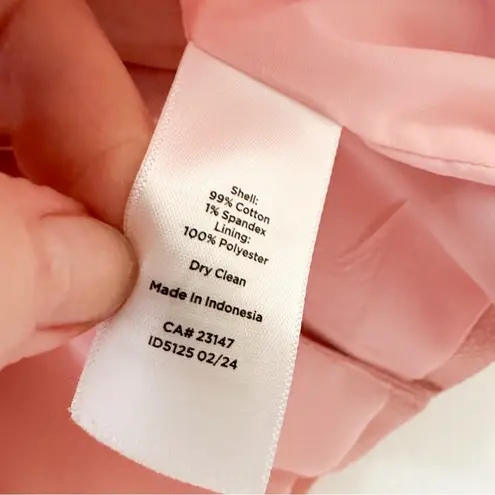 Shell:
99% Cotton
1% Spandex
Lining:
100% Polyester
Dry Clean
Made In Indonesia
CA# 23147
ID5125 02/24